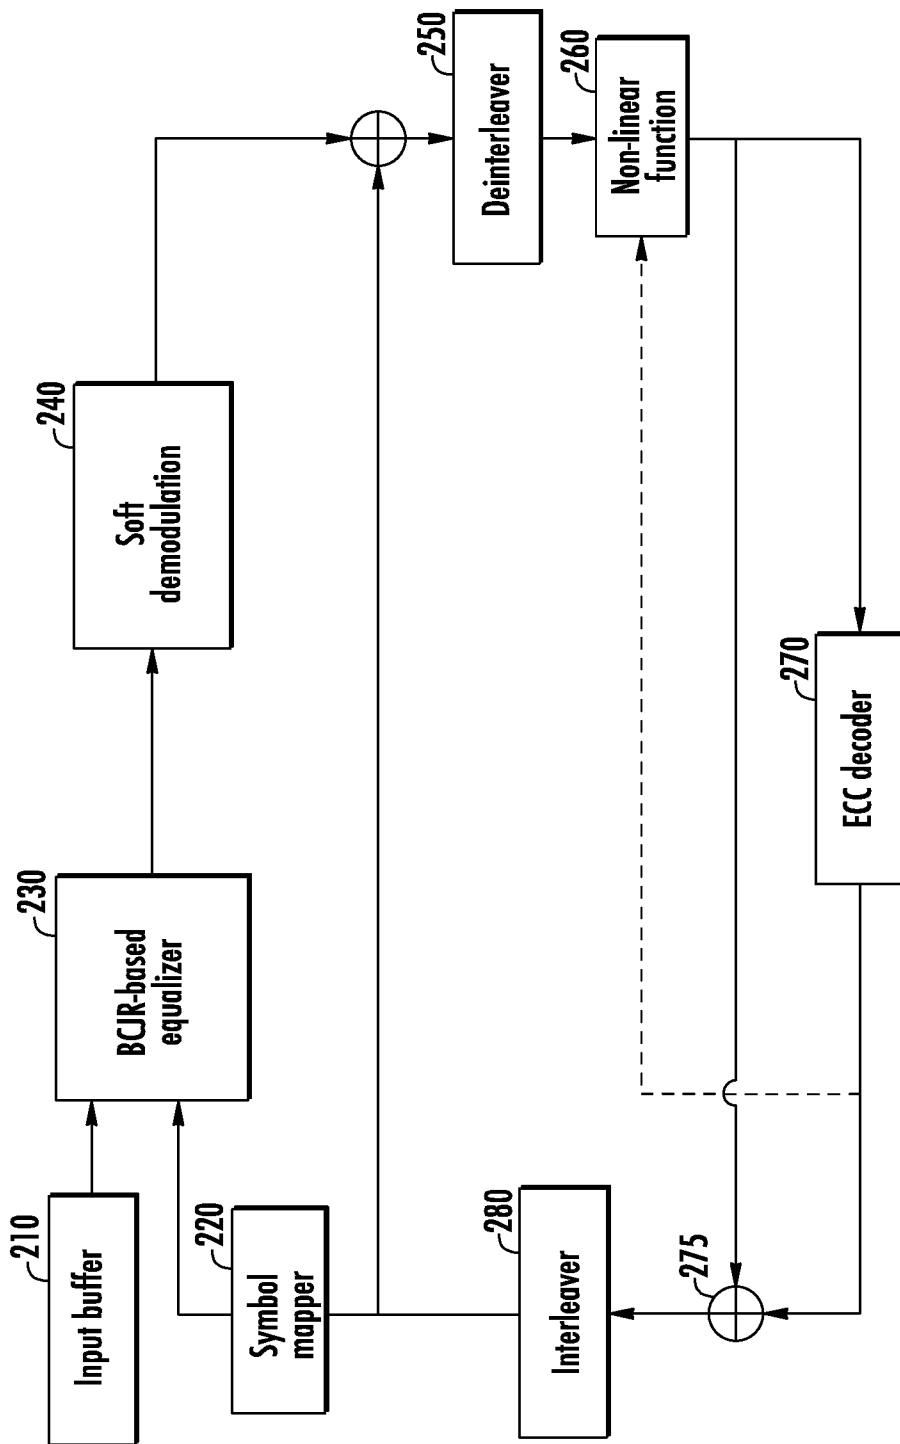 210
Input buffer
220
Symbol
mapper
230
BCJR-based
equalizer
240
Soft
demodulation
250
Deinterleaver
260
Non-linear
function
270
ECC decoder
275
280
Interleaver